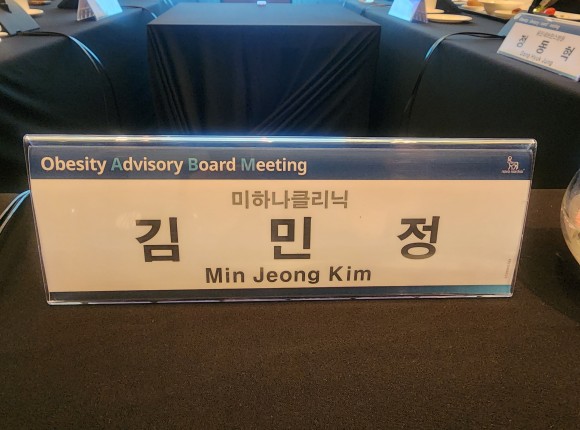 Obesity Advisory Board Meeting
미하나클리닉
김 민 정
Min Jeong Kim